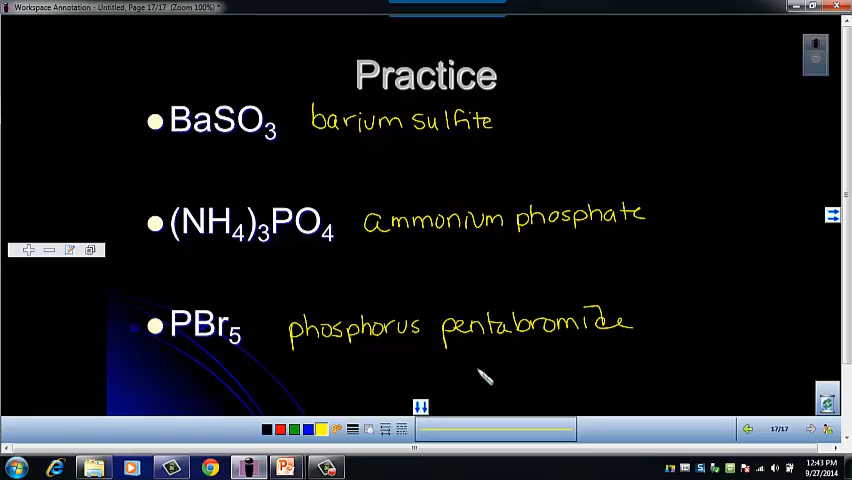 Workspace Annotation - Untitled, Page 17/17 (Zoom 100%) *
Practice
BaSO₃ barium sulfite
(NH₄)₃PO₄ ammonium phosphate
PBr₅ phosphorus pentabromide
17/17
12:43 PM
9/27/2014